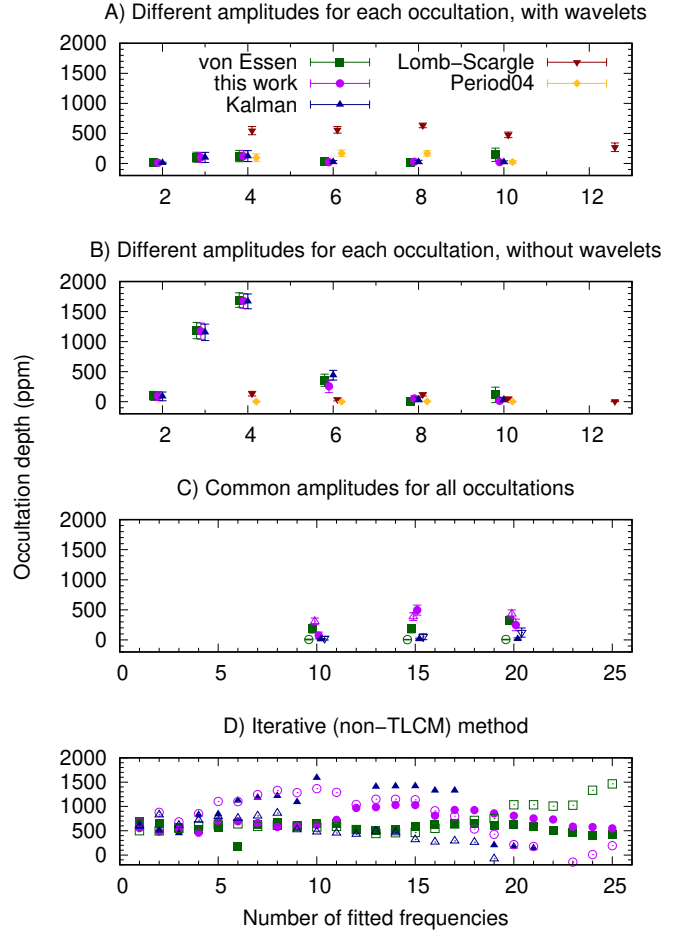 A) Different amplitudes for each occultation, with wavelets
2000
1500
1000
500
0
von Essen
this work
Kalman
Lomb−Scargle
Period04
2 4 6 8 10 12
B) Different amplitudes for each occultation, without wavelets
2000
1500
1000
500
0
2 4 6 8 10 12
Occultation depth (ppm)
C) Common amplitudes for all occultations
2000
1500
1000
500
0
0 5 10 15 20 25
D) Iterative (non−TLCM) method
2000
1500
1000
500
0
0 5 10 15 20 25
Number of fitted frequencies